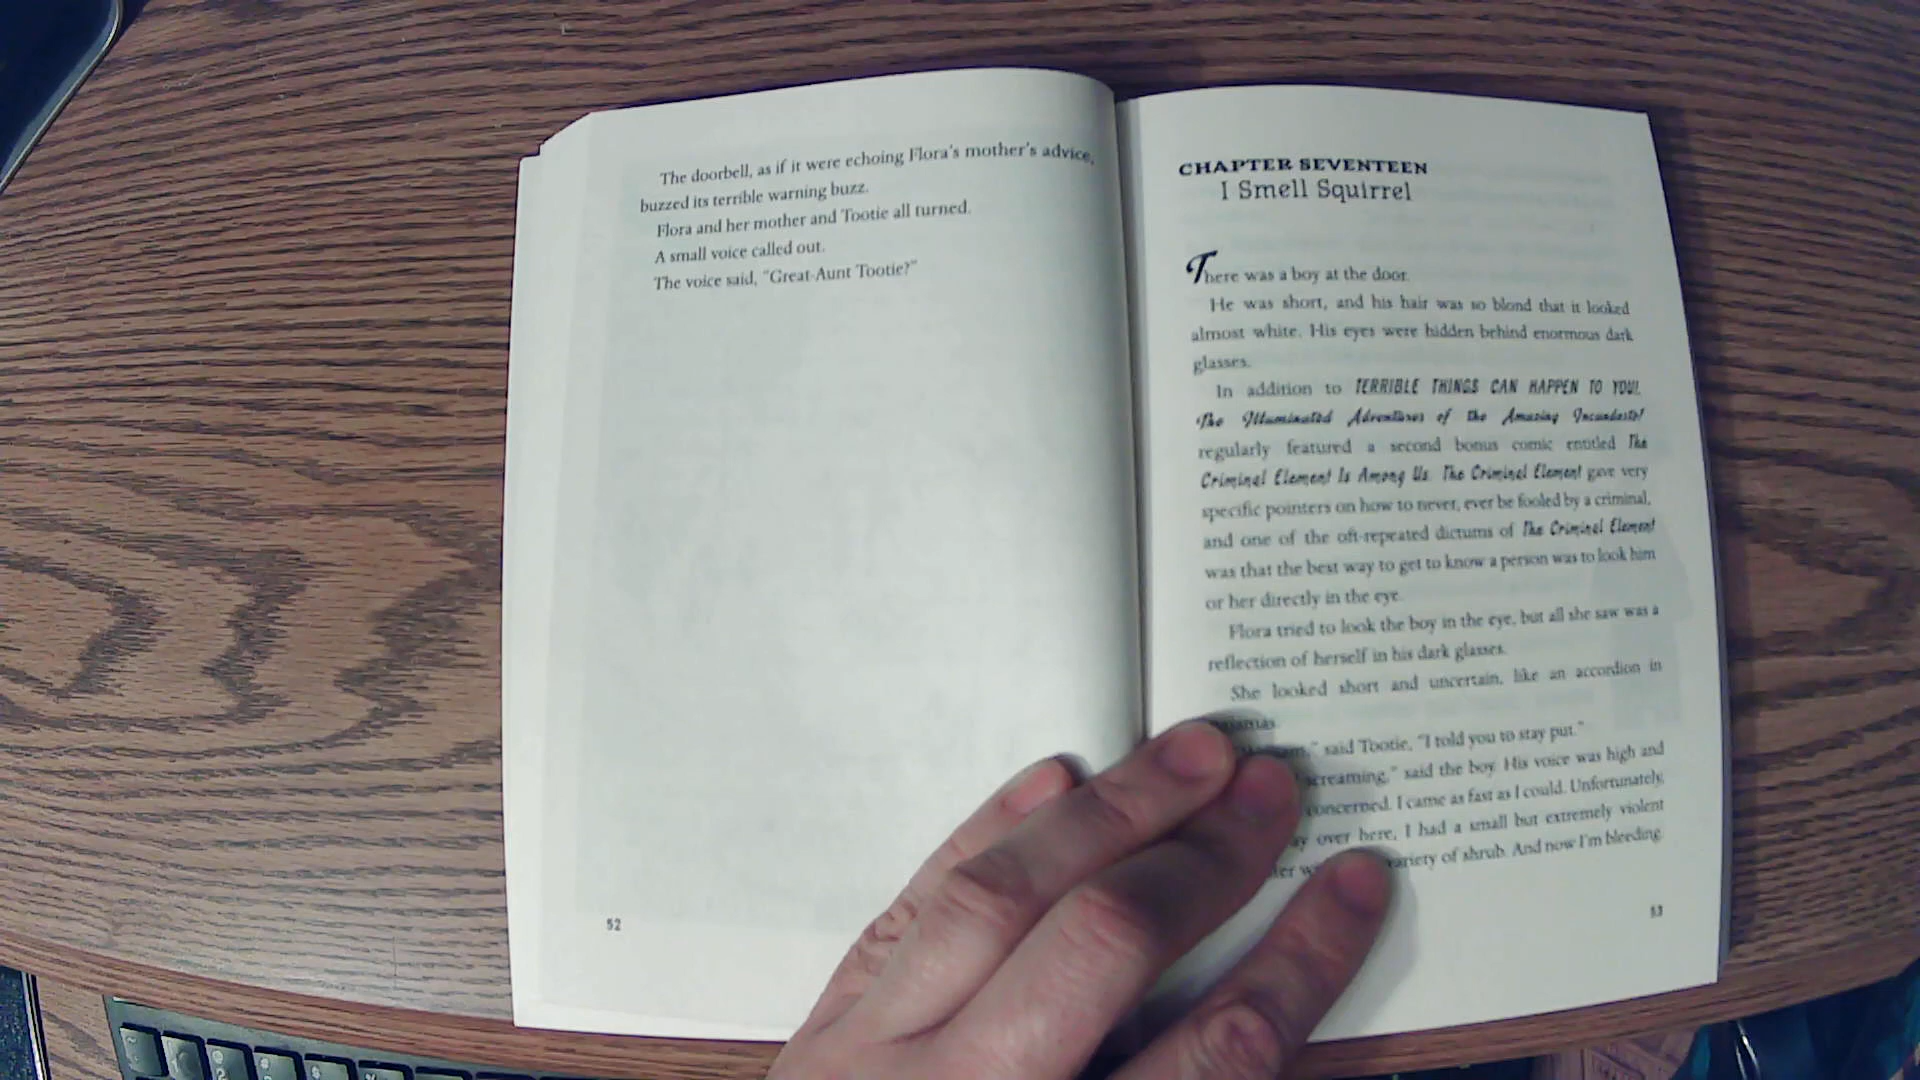 The doorbell, as if it were echoing Flora's mother's advice,
buzzed its terrible warning buzz.
Flora and her mother and Tootie all turned.
A small voice called out.
The voice said, "Great-Aunt Tootie?"
52
CHAPTER SEVENTEEN
I Smell Squirrel
There was a boy at the door.
He was short, and his hair was so blond that it looked
almost white. His eyes were hidden behind enormous dark
glasses.
In addition to TERRIBLE THINGS CAN HAPPEN TO YOU!,
The Illuminated Adventures of the Amazing Incandesto!
regularly featured a second bonus comic entitled The
Criminal Element Is Among Us. The Criminal Element gave very
specific pointers on how to never, ever be fooled by a criminal,
and one of the oft-repeated dictums of The Criminal Element
was that the best way to get to know a person was to look him
or her directly in the eye.
Flora tried to look the boy in the eye, but all she saw was a
reflection of herself in his dark glasses.
She looked short and uncertain, like an accordion in
pajamas.
said Tootie, "I told you to stay put."
screaming," said the boy. His voice was high and
concerned. I came as fast as I could. Unfortunately,
over here, I had a small but extremely violent
variety of shrub. And now I'm bleeding.
53